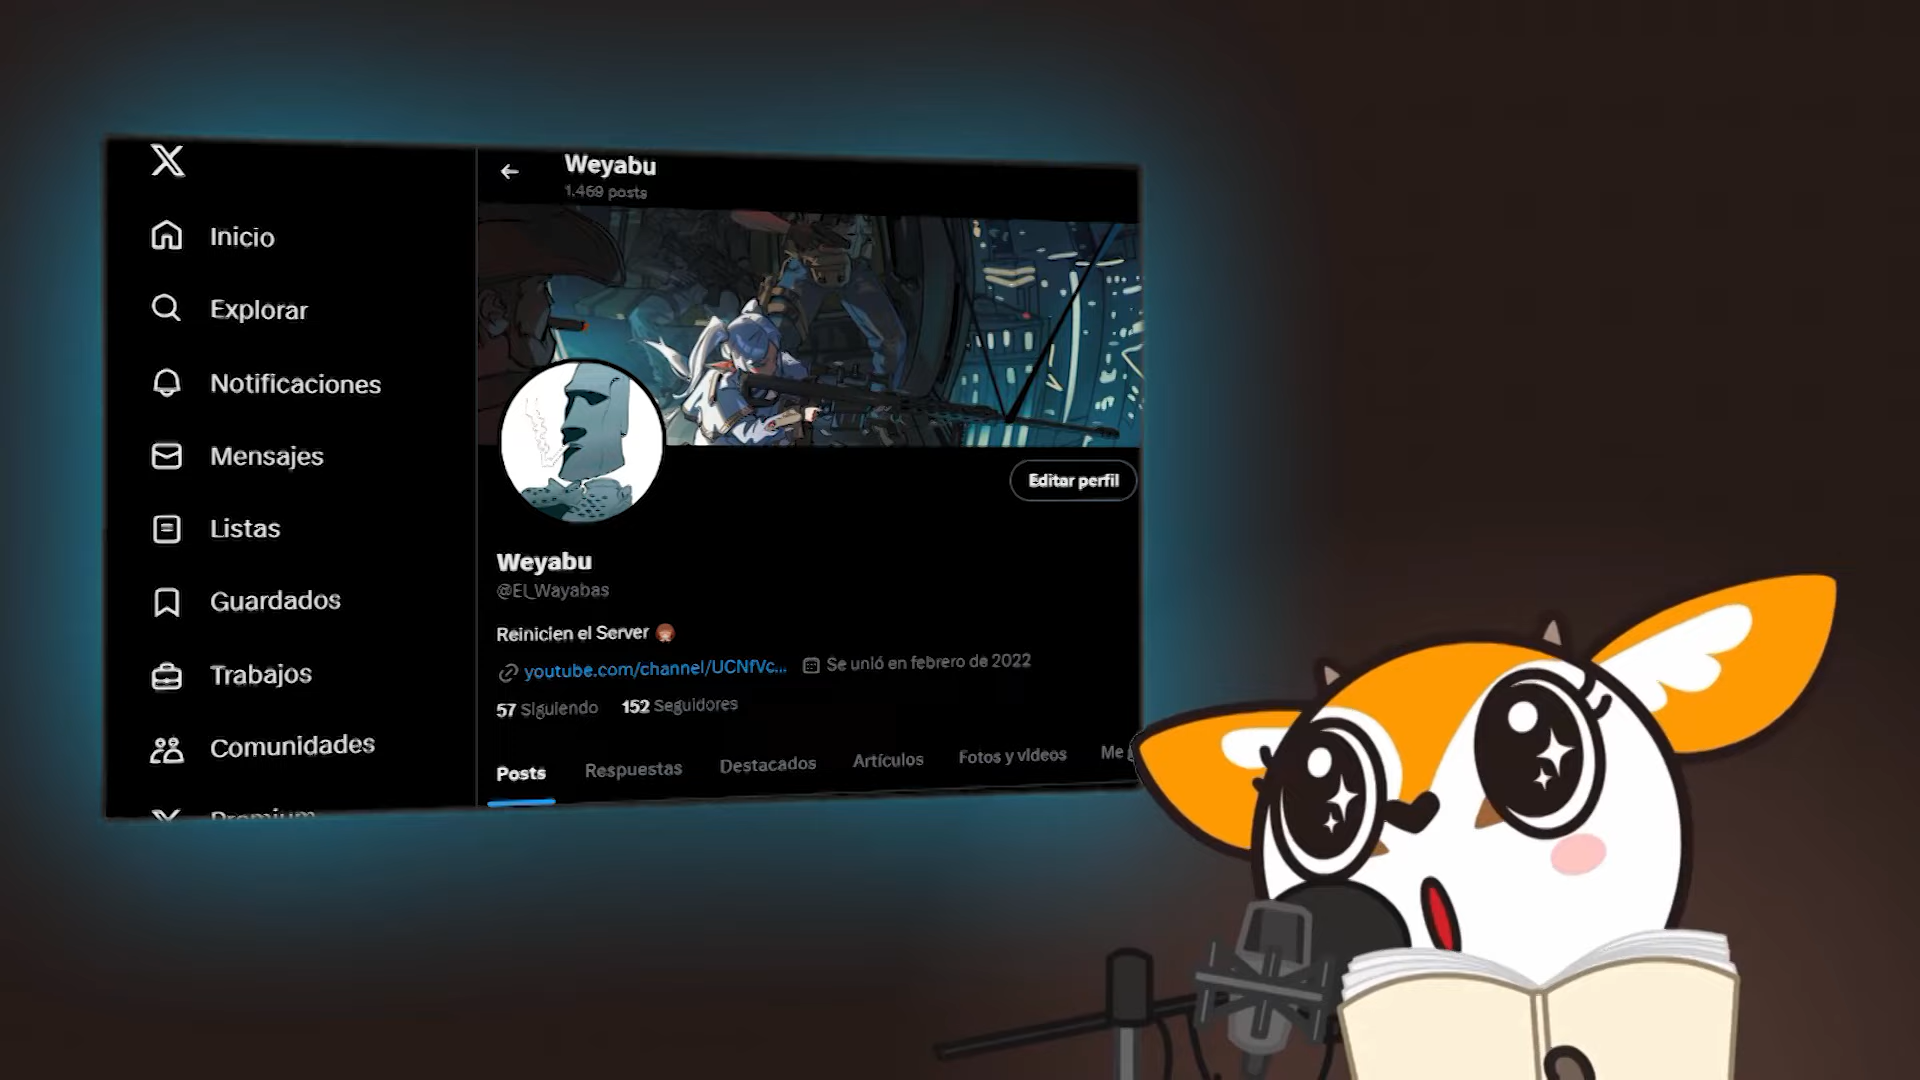 Inicio
Explorar
Notificaciones
Mensajes
Listas
Guardados
Trabajos
Comunidades
Premium
Weyabu
1.469 posts
Editar perfil
Weyabu
@El_Wayabas
Reinicien el Server
youtube.com/channel/UCNfVc... Se unió en febrero de 2022
57 Siguiendo 152 Seguidores
Posts Respuestas Destacados Artículos Fotos y videos Me